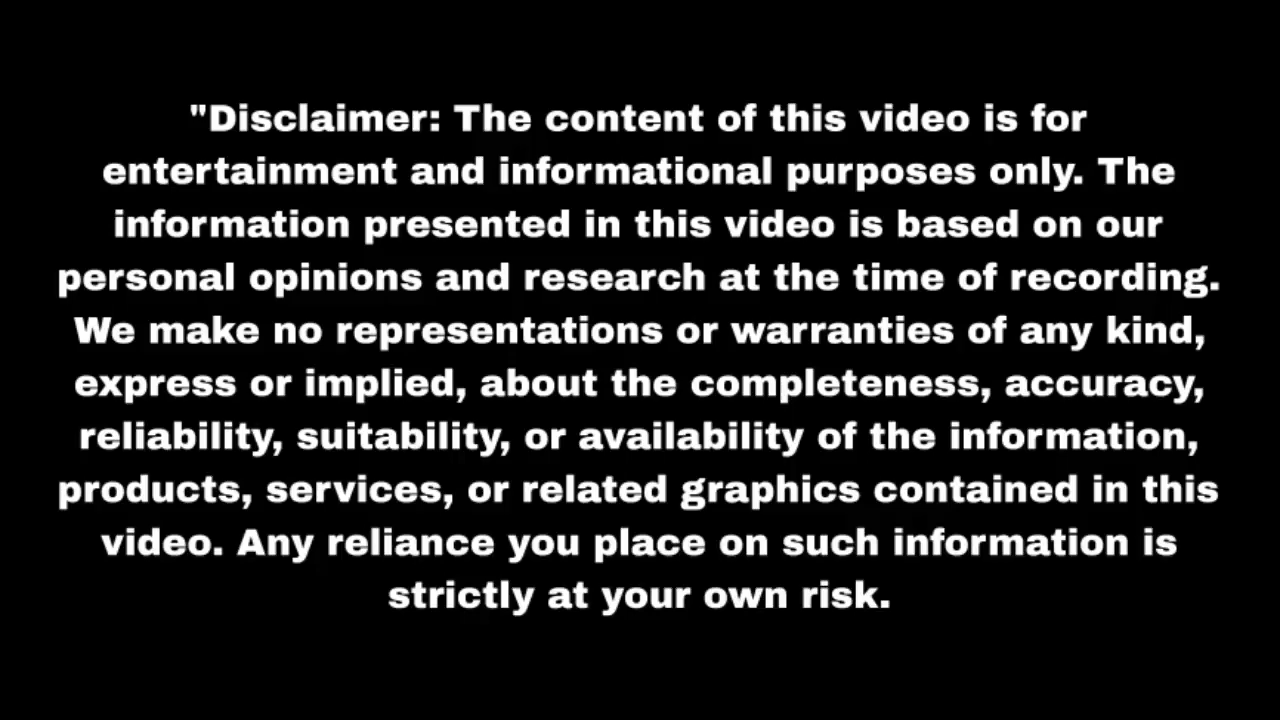 "Disclaimer: The content of this video is for
entertainment and informational purposes only. The
information presented in this video is based on our
personal opinions and research at the time of recording.
We make no representations or warranties of any kind,
express or implied, about the completeness, accuracy,
reliability, suitability, or availability of the information,
products, services, or related graphics contained in this
video. Any reliance you place on such information is
strictly at your own risk.